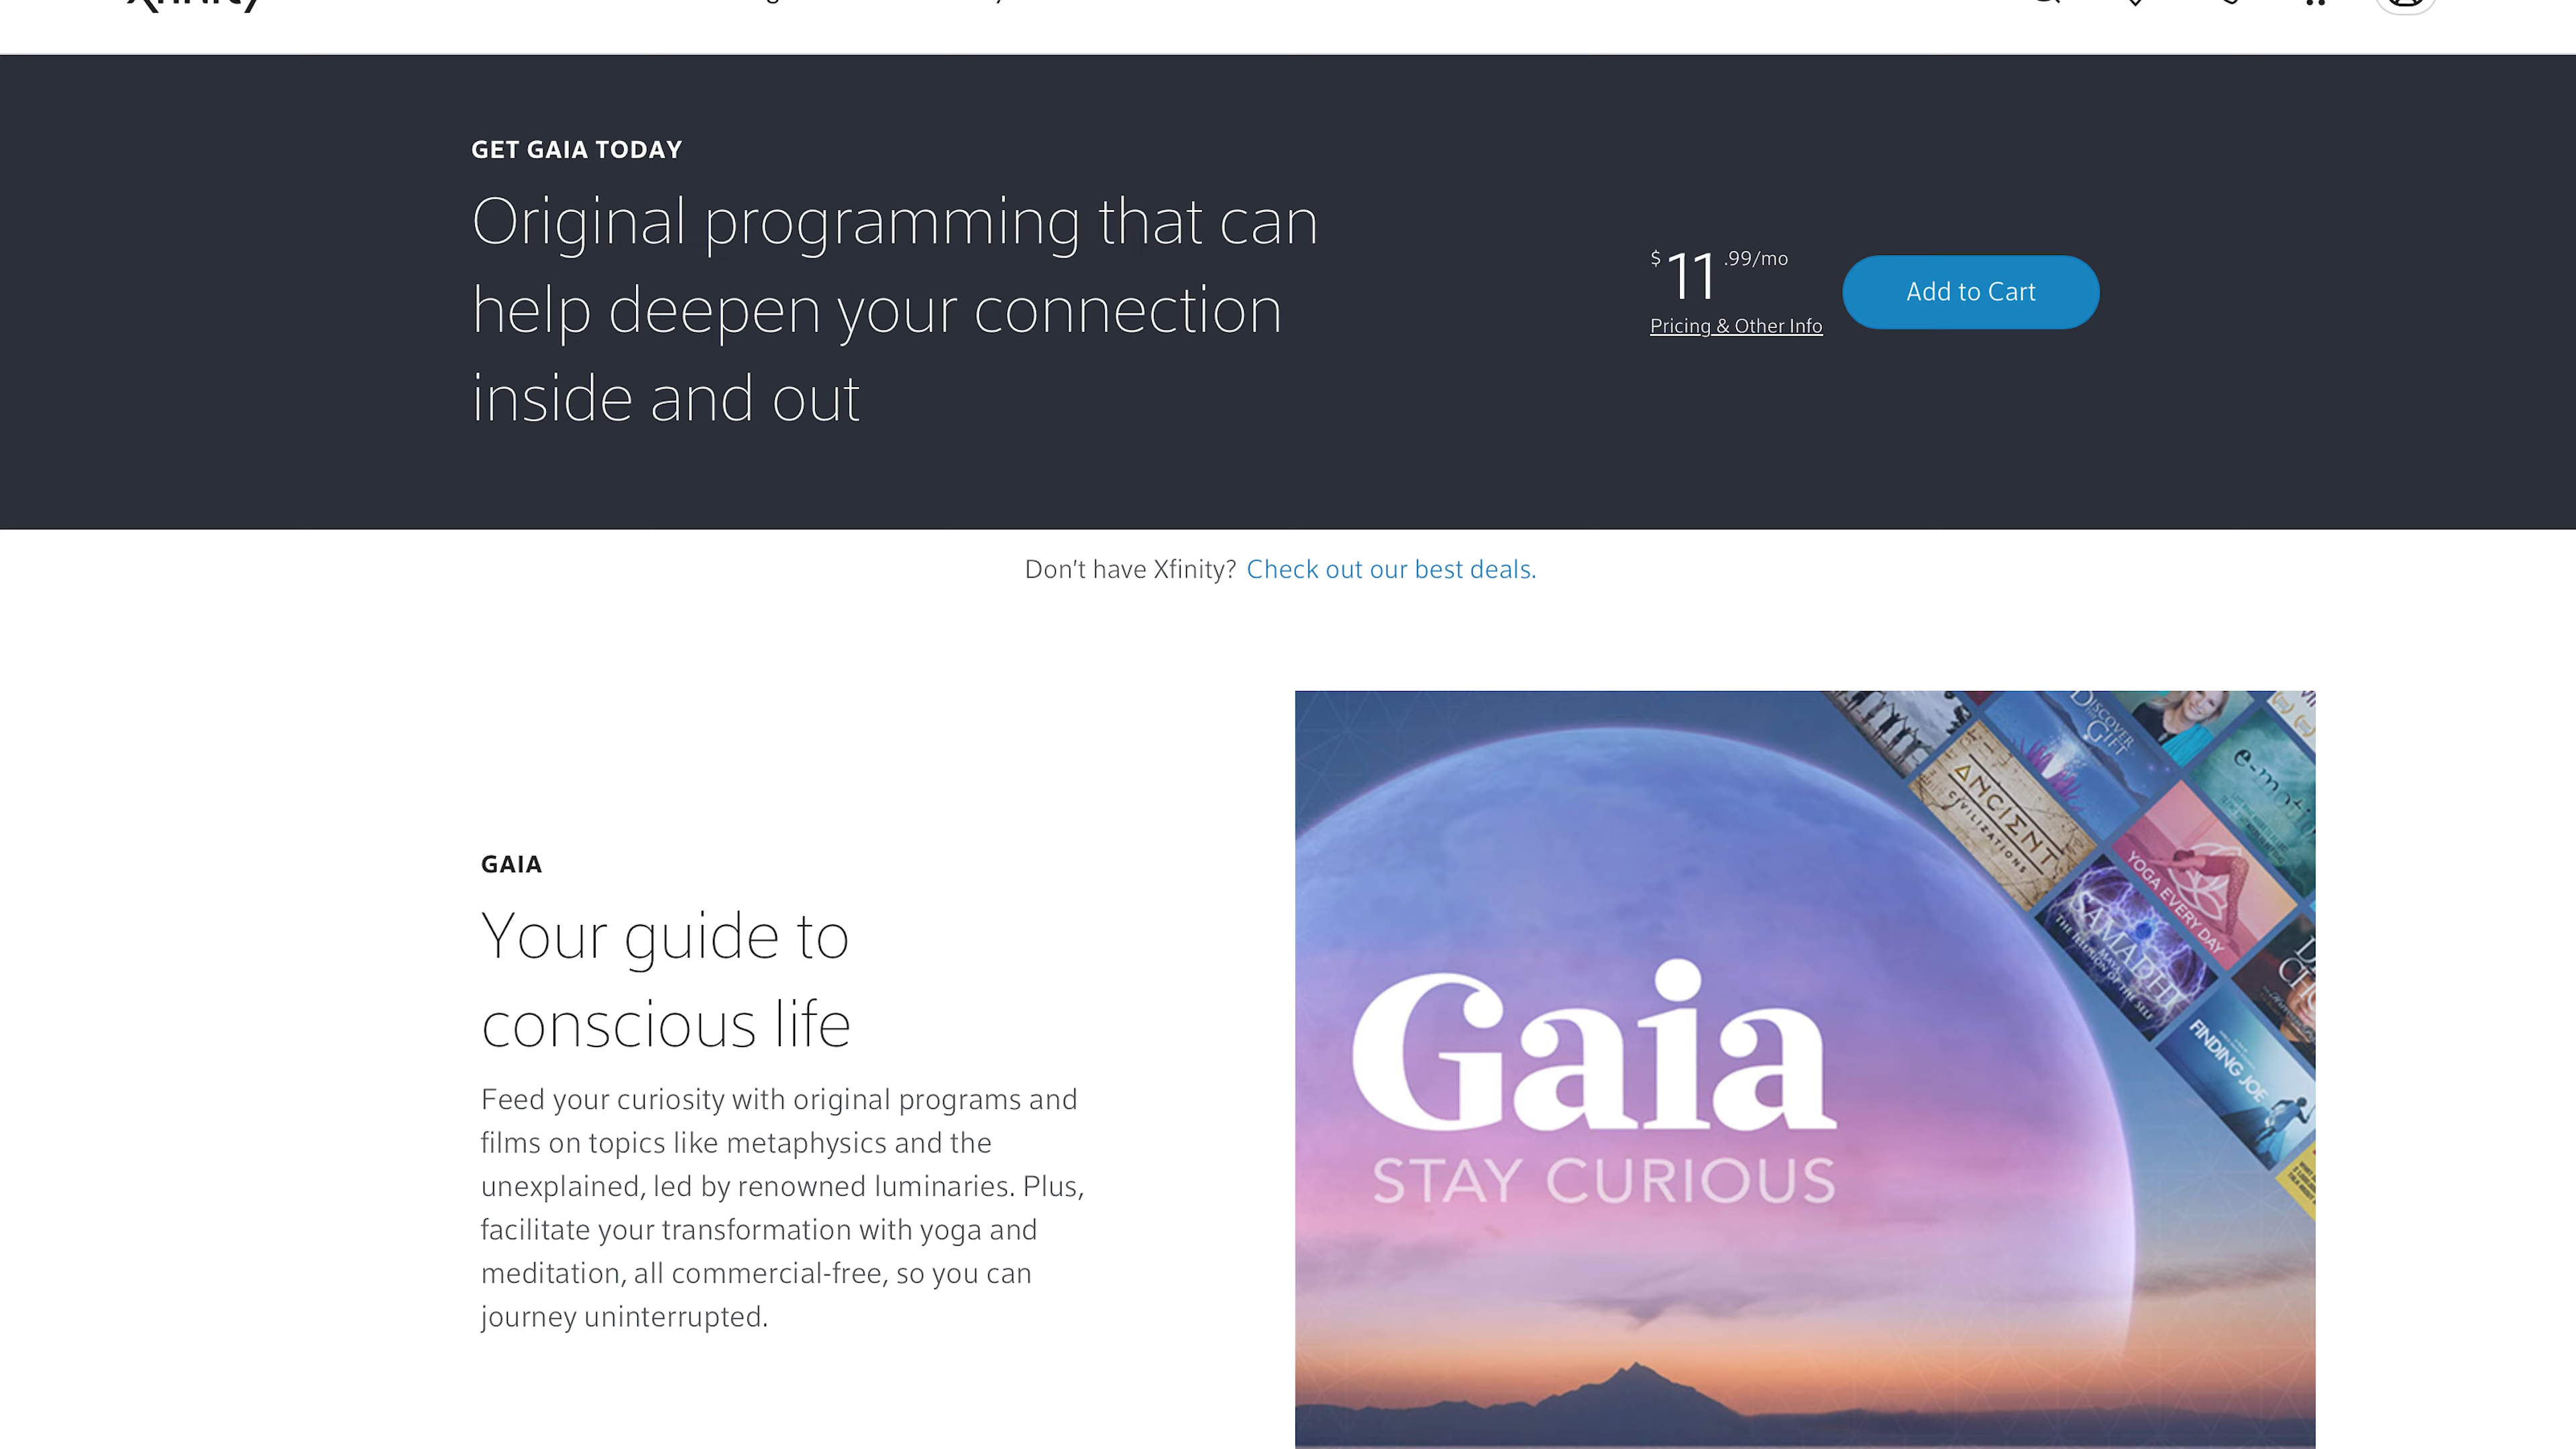 GET GAIA TODAY
Original programming that can
help deepen your connection
inside and out
$11.99/mo
Pricing & Other Info
Add to Cart
Don't have Xfinity? Check out our best deals.
GAIA
Your guide to
conscious life
Feed your curiosity with original programs and
films on topics like metaphysics and the
unexplained, led by renowned luminaries. Plus,
facilitate your transformation with yoga and
meditation, all commercial-free, so you can
journey uninterrupted.
Gaia
STAY CURIOUS
DISCOVER
GIFT
ANCIENT
CIVILIZATIONS
YOGA EVERY DAY
SAMADHI
FINDING JOE